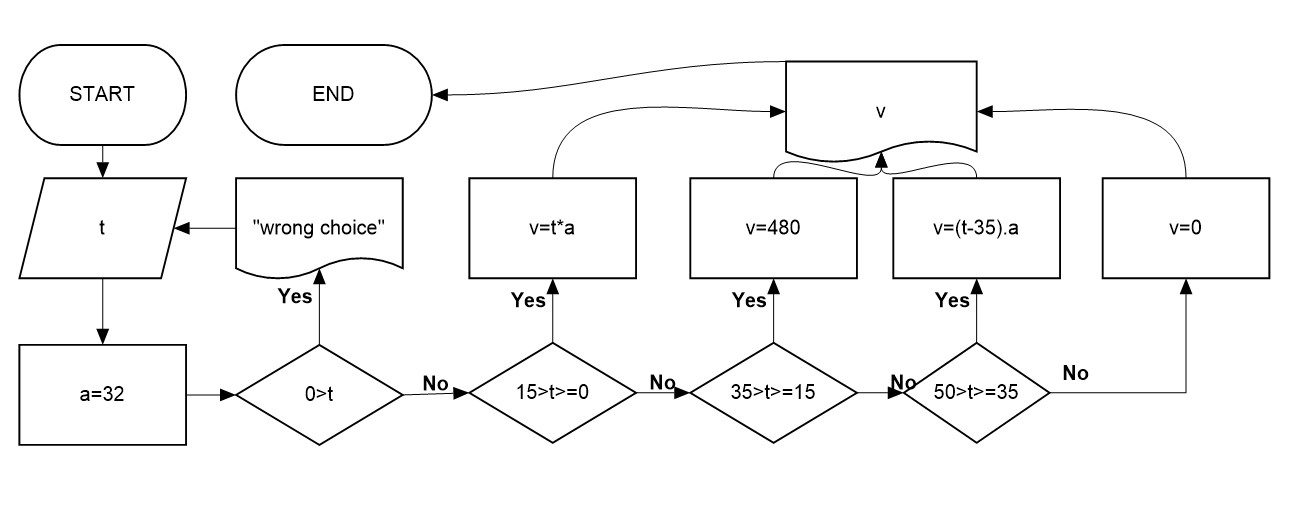 START
END
v
t
"wrong choice"
v=t*a
v=480
v=(t-35).a
v=0
Yes
Yes
Yes
Yes
a=32
0>t
No
15>t>=0
No
35>t>=15
No
50>t>=35
No